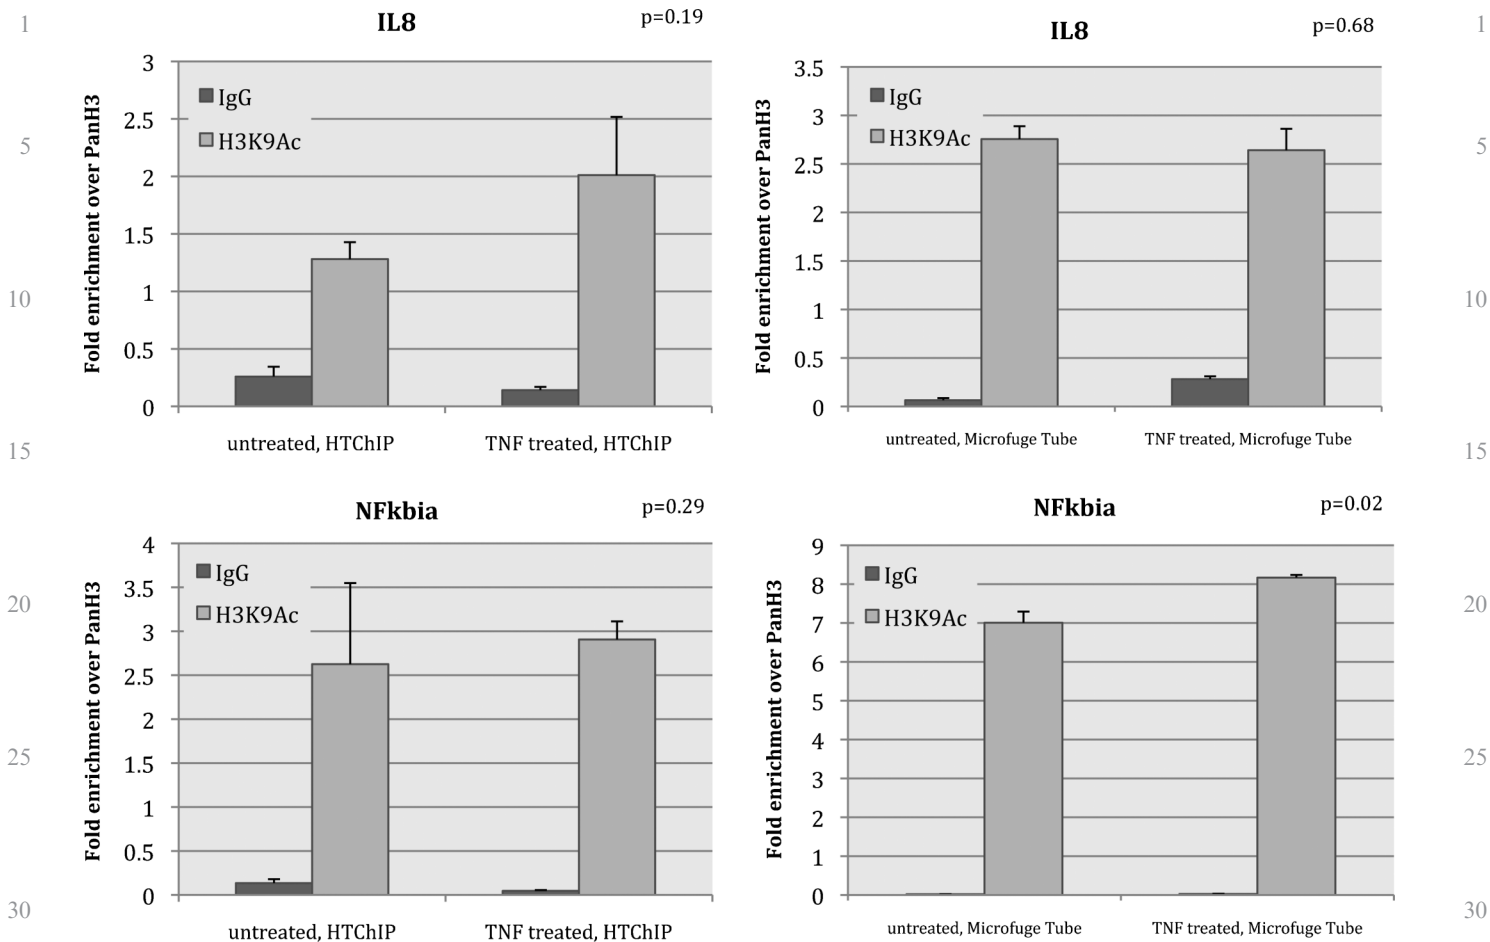 1
5
10
15
20
25
30
IL8
p=0.19
Fold enrichment over PanH3
3
2.5
2
1.5
1
0.5
0
IgG
H3K9Ac
untreated, HTChIP
TNF treated, HTChIP
IL8
p=0.68
Fold enrichment over PanH3
3.5
3
2.5
2
1.5
1
0.5
0
IgG
H3K9Ac
untreated, Microfuge Tube
TNF treated, Microfuge Tube
NFkbia
p=0.29
Fold enrichment over PanH3
4
3.5
3
2.5
2
1.5
1
0.5
0
IgG
H3K9Ac
untreated, HTChIP
TNF treated, HTChIP
NFkbia
p=0.02
Fold enrichment over PanH3
9
8
7
6
5
4
3
2
1
0
IgG
H3K9Ac
untreated, Microfuge Tube
TNF treated, Microfuge Tube
1
5
10
15
20
25
30